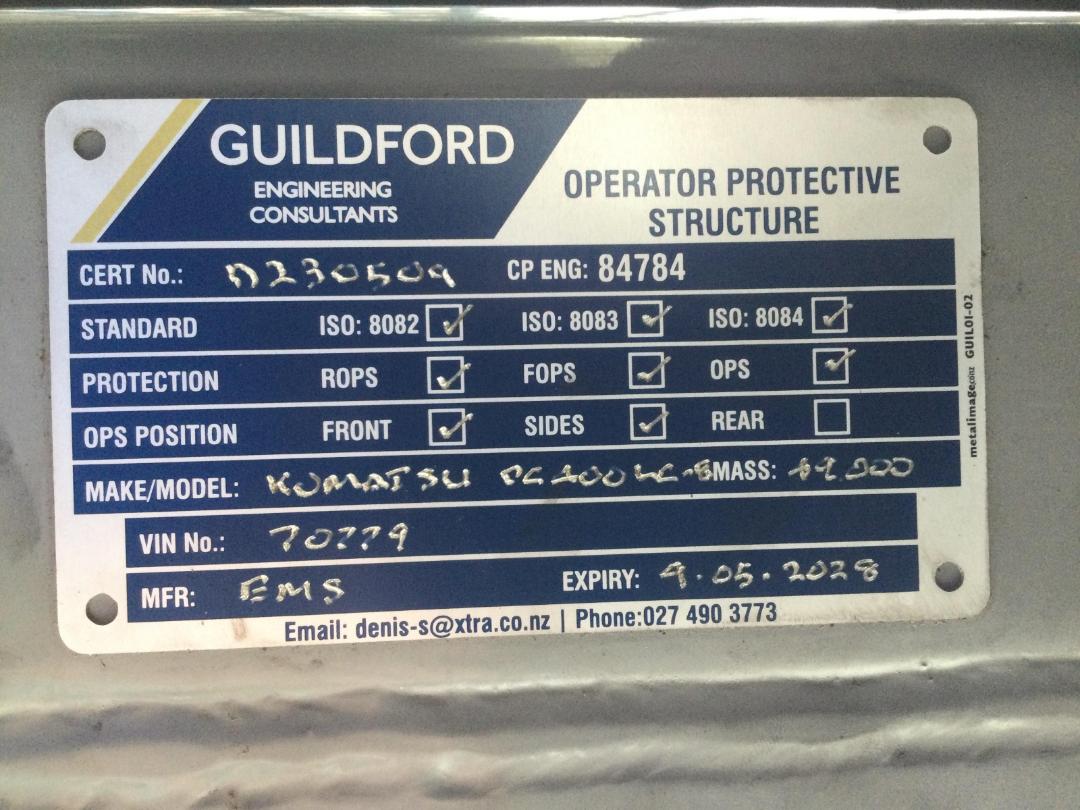 GUILDFORD
ENGINEERING
CONSULTANTS
OPERATOR PROTECTIVE
STRUCTURE
CERT No.: D230509 CP ENG: 84784
STANDARD ISO: 8082 ✓ ISO: 8083 ✓ ISO: 8084 ✓
PROTECTION ROPS ✓ FOPS ✓ OPS ✓
OPS POSITION FRONT ✓ SIDES ✓ REAR
MAKE/MODEL: KOMATSU MASS:
VIN No.: 70779
MFR: EMS EXPIRY: 9.05.2028
Email: denis-s@xtra.co.nz | Phone:027 490 3773
metalimage.co.nz GUIL01-02